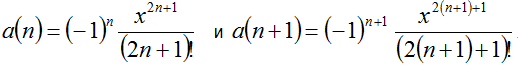 a(n) = (-1)^n x^{2n+1} / (2n+1)! и a(n+1) = (-1)^{n+1} x^{2(n+1)+1} / (2(n+1)+1)!